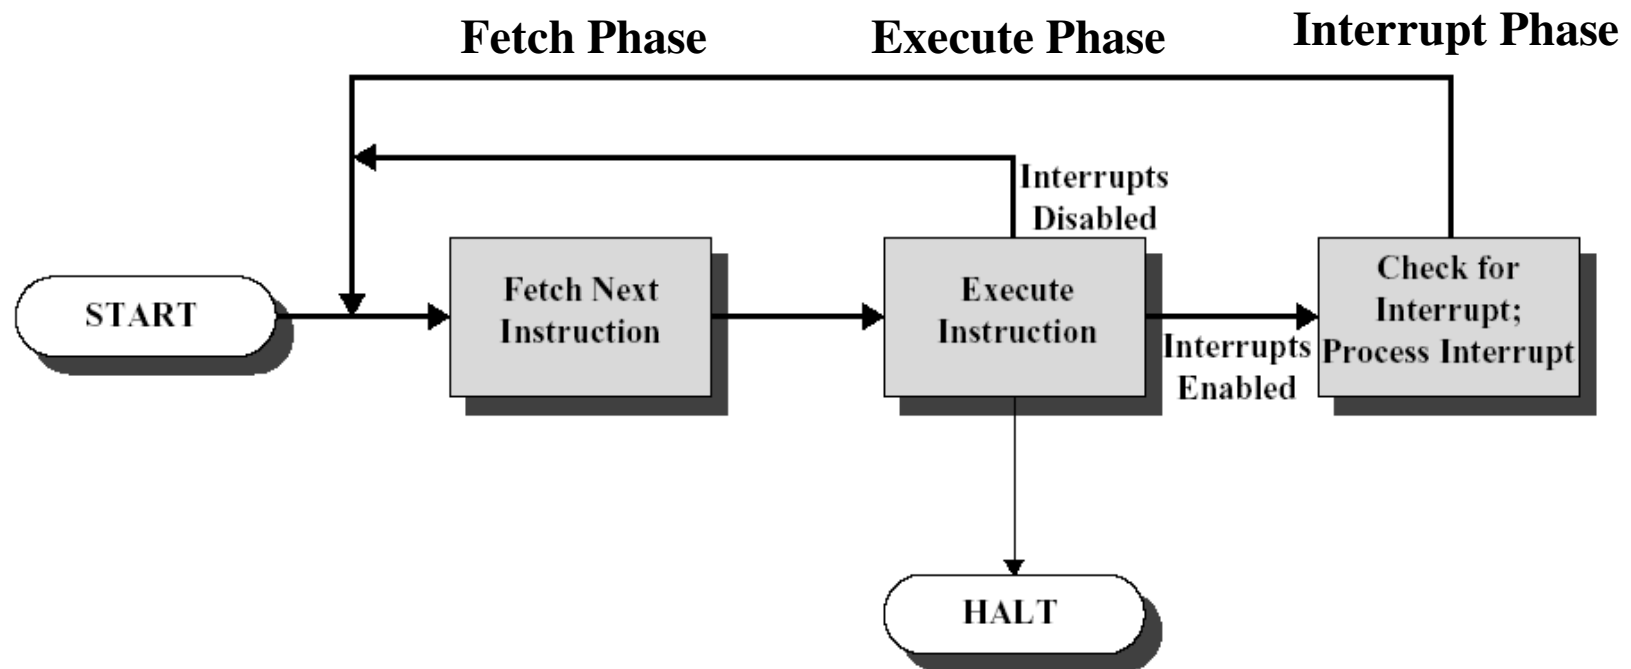 Fetch Phase
Execute Phase
Interrupt Phase
Interrupts
Disabled
START
Fetch Next
Instruction
Execute
Instruction
Interrupts
Enabled
Check for
Interrupt;
Process Interrupt
HALT